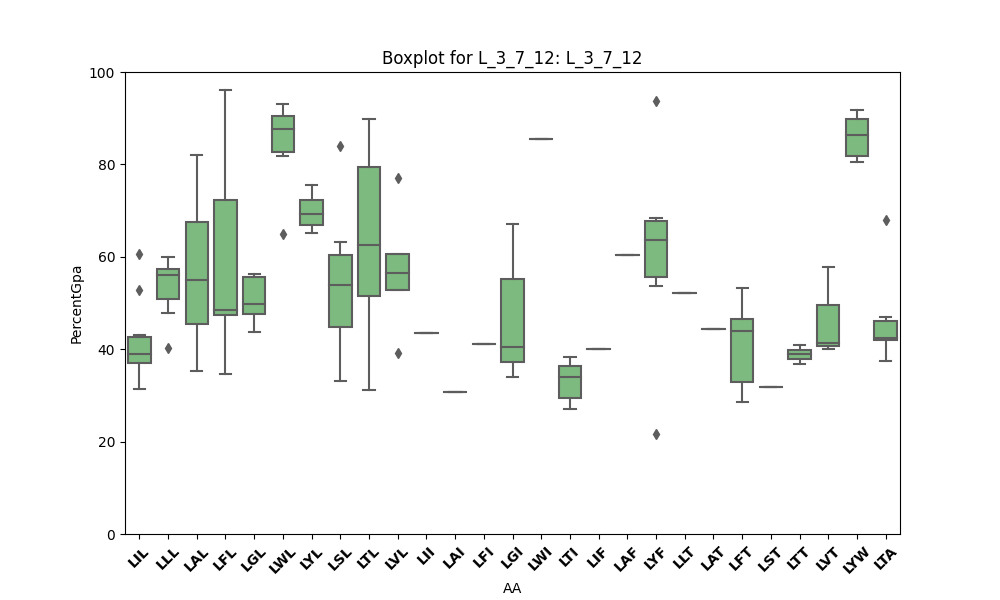 Boxplot for L_3_7_12: L_3_7_12
PercentGpa
100
80
60
40
20
0
LIL LLL LAL LFL LGL LWL LYL LSL LTL LVL LII LAI LFI LGI LWI LTI LIF LAF LYF LLT LAT LFT LST LTT LVT LYW LTA
AA